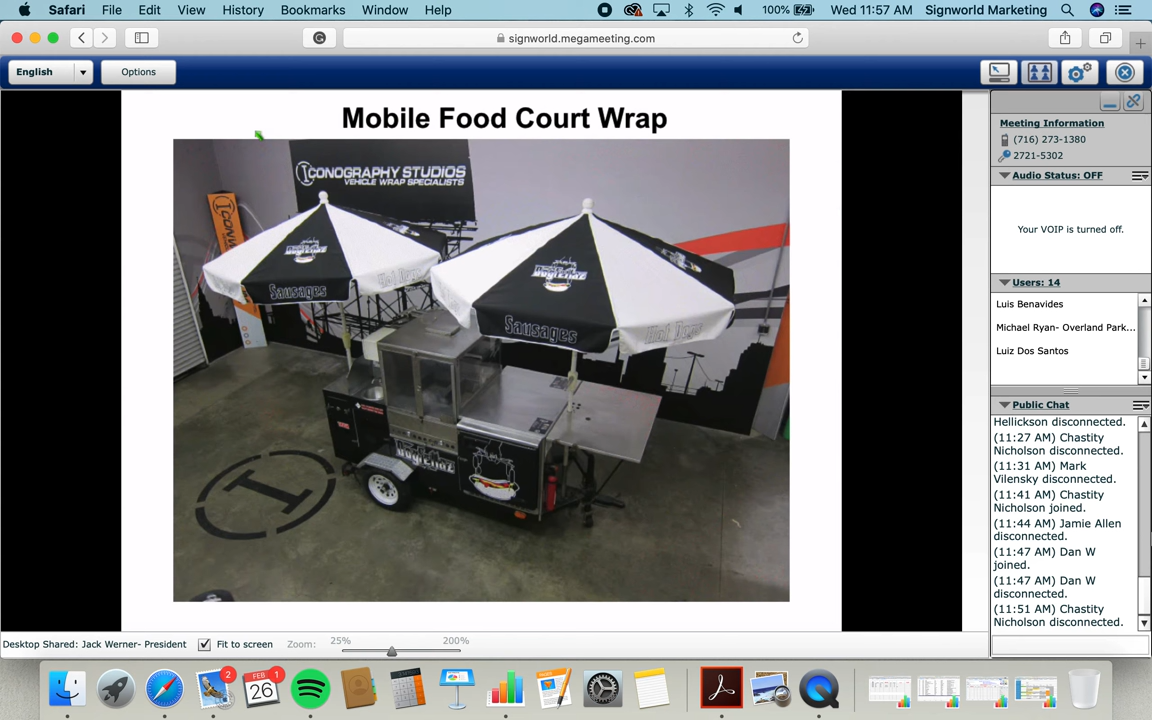 Safari File Edit View History Bookmarks Window Help 100% Wed 11:57 AM Signworld Marketing
signworld.megameeting.com
English Options
Mobile Food Court Wrap
ICONOGRAPHY STUDIOS
VEHICLE WRAP SPECIALISTS
Sausages
Hot Dogs
Sausages
Hot Dogs
Meeting Information
(716) 273-1380
2721-5302
Audio Status: OFF
Your VOIP is turned off.
Users: 14
Luis Benavides
Michael Ryan- Overland Park...
Luiz Dos Santos
Public Chat
Hellickson disconnected.
(11:27 AM) Chastity
Nicholson disconnected.
(11:31 AM) Mark
Vilensky disconnected.
(11:41 AM) Chastity
Nicholson joined.
(11:44 AM) Jamie Allen
disconnected.
(11:47 AM) Dan W
joined.
(11:47 AM) Dan W
disconnected.
(11:51 AM) Chastity
Nicholson disconnected.
Desktop Shared: Jack Werner- President Fit to screen Zoom: 25% 200%
2
1
FEB
26